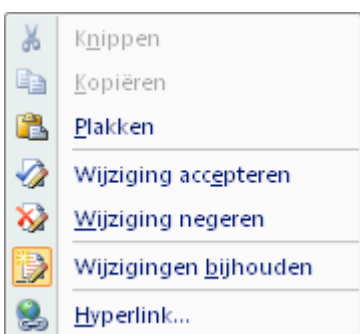 Knippen
Kopiëren
Plakken
Wijziging accepteren
Wijziging negeren
Wijzigingen bijhouden
Hyperlink...